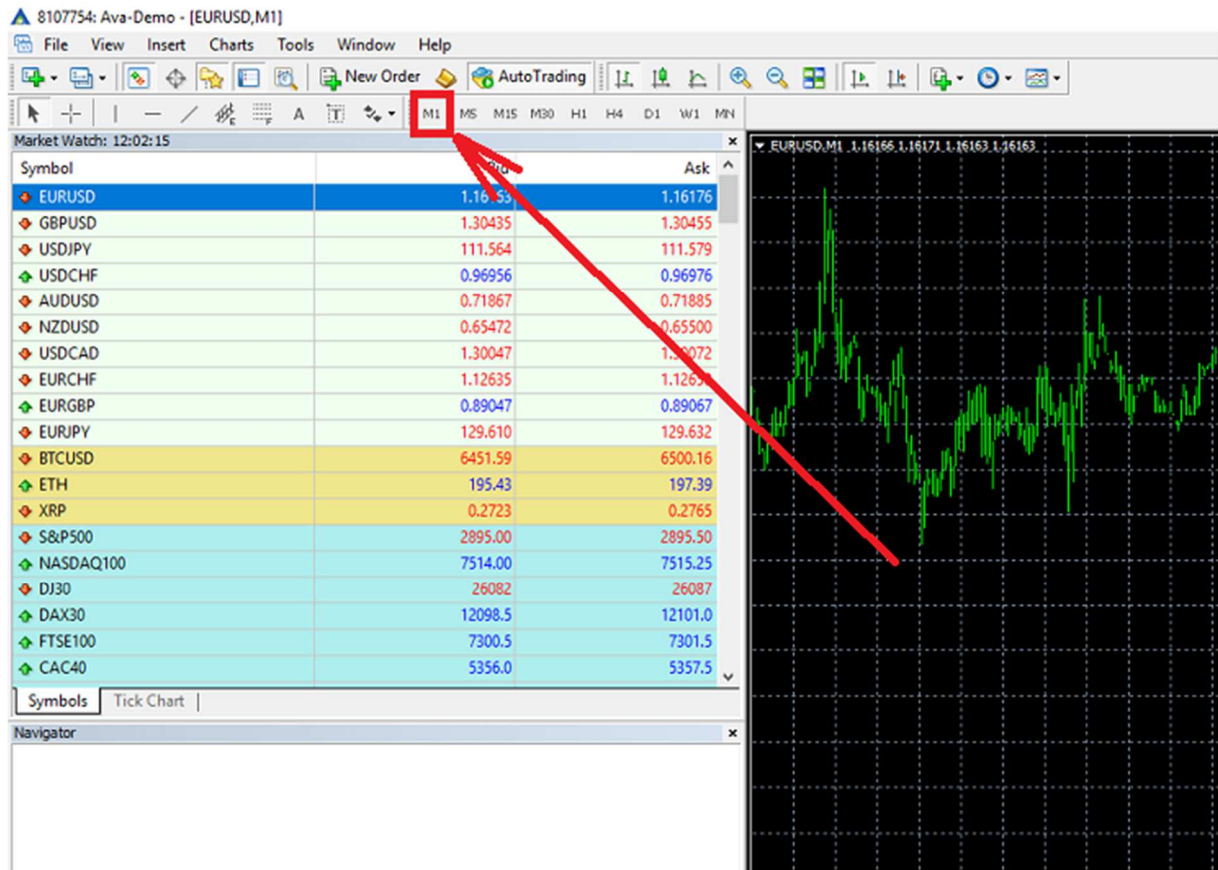 8107754: Ava-Demo - [EURUSD,M1]
File View Insert Charts Tools Window Help
New Order AutoTrading
A T M1 M5 M15 M30 H1 H4 D1 W1 MN
Market Watch: 12:02:15
EURUSD,M1 1.16166 1.16171 1.16163 1.16163
Symbol Ask
EURUSD 1.16176
GBPUSD 1.30435 1.30455
USDJPY 111.564 111.579
USDCHF 0.96956 0.96976
AUDUSD 0.71867 0.71885
NZDUSD 0.65472 0.65500
USDCAD 1.30047
EURCHF 1.12635
EURGBP 0.89047 0.89067
EURJPY 129.610 129.632
BTCUSD 6451.59 6500.16
ETH 195.43 197.39
XRP 0.2723 0.2765
S&P500 2895.00 2895.50
NASDAQ100 7514.00 7515.25
DJ30 26082 26087
DAX30 12098.5 12101.0
FTSE100 7300.5 7301.5
CAC40 5356.0 5357.5
Symbols Tick Chart
Navigator